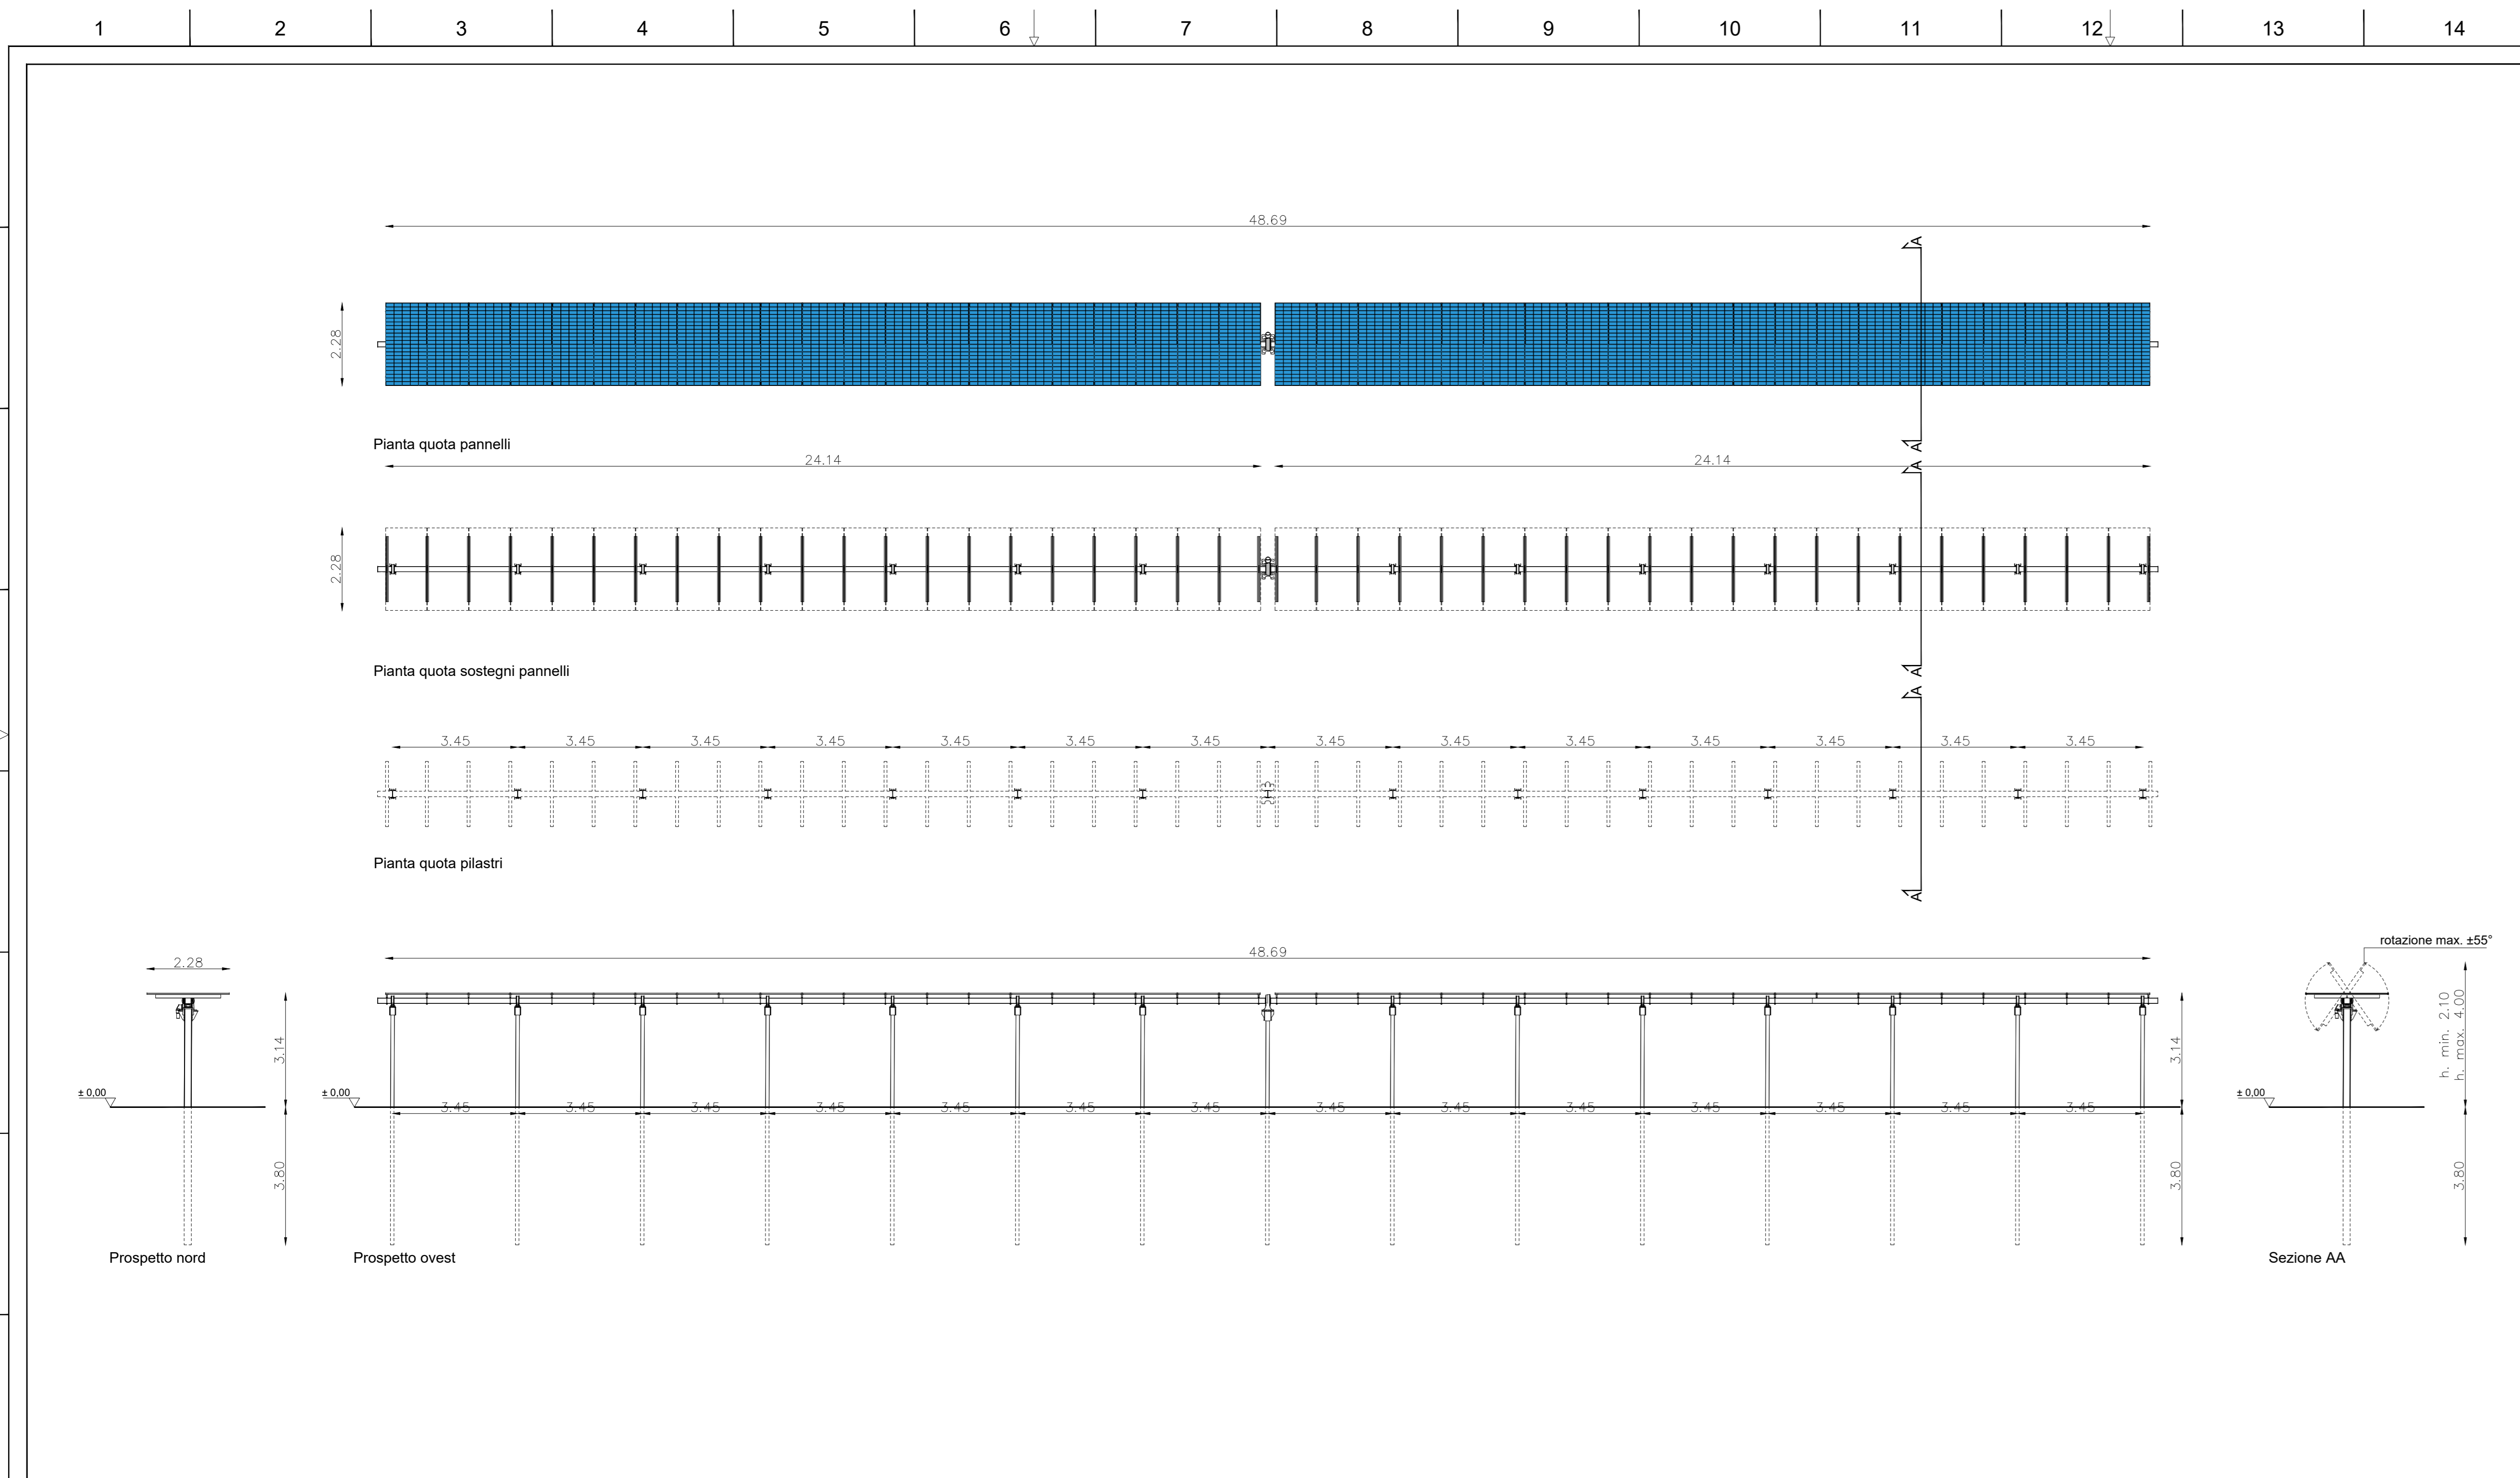 1 2 3 4 5 6 7 8 9 10 11 12 13 14
48.69
A
2.28
A
Pianta quota pannelli
24.14 24.14
A
2.28
A
Pianta quota sostegni pannelli
A
3.45 3.45 3.45 3.45 3.45 3.45 3.45 3.45 3.45 3.45 3.45 3.45 3.45 3.45
Pianta quota pilastri
A
rotazione max. ±55°
2.28
48.69
3.14
3.14
h. min. 2.10
h. max. 4.00
± 0,00
± 0,00
± 0,00
3.45 3.45 3.45 3.45 3.45 3.45 3.45 3.45 3.45 3.45 3.45 3.45 3.45 3.45
3.80
3.80
3.80
Prospetto nord
Prospetto ovest
Sezione AA